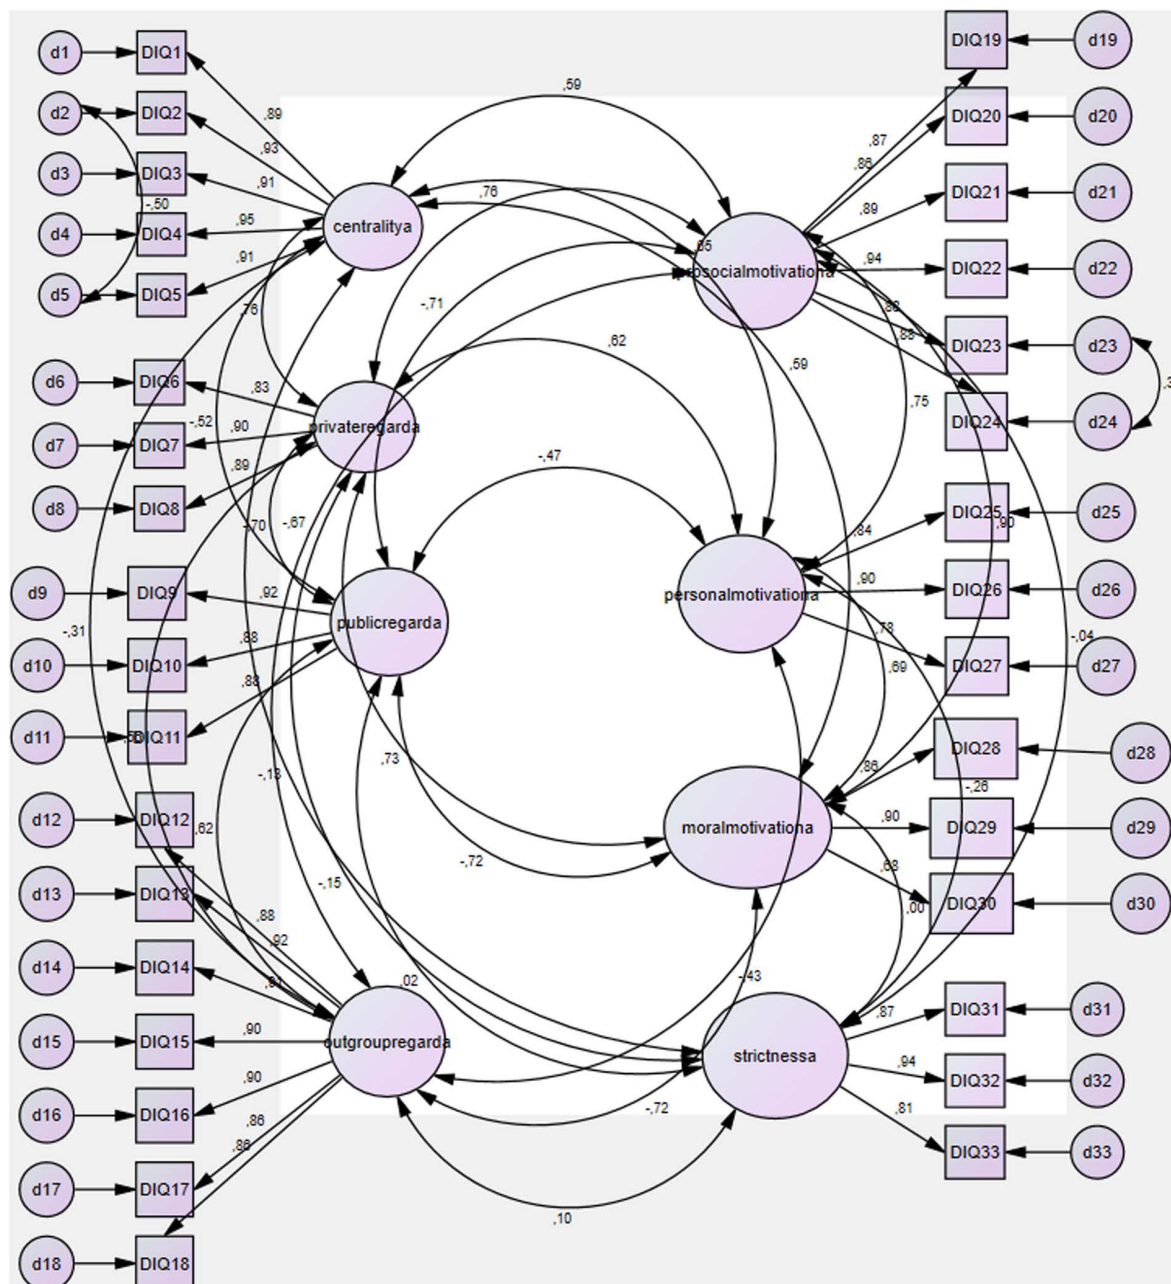 d1
DIQ1
d2
DIQ2
d3
DIQ3
d4
DIQ4
d5
DIQ5
-,50
,89
,93
,91
,95
,91
centralitya
,59
,76
d6
DIQ6
d7
DIQ7
d8
DIQ8
,83
,90
,89
privateregarda
,76
-,52
-,71
,62
-,47
-,70
-,67
d9
DIQ9
d10
DIQ10
d11
DIQ11
,92
,88
publicregarda
-,31
,73
-,72
-,13
-,15
,62
d12
DIQ12
d13
DIQ13
d14
DIQ14
d15
DIQ15
d16
DIQ16
d17
DIQ17
d18
DIQ18
,88
,92
,90
,90
,86
,86
outgroupregarda
,02
,10
-,72
-,43
DIQ19
d19
DIQ20
d20
DIQ21
d21
DIQ22
d22
DIQ23
d23
DIQ24
d24
,87
,86
,89
,94
prosocialmotivationa
,59
,75
DIQ25
d25
DIQ26
d26
DIQ27
d27
,84
,90
,78
personalmotivationa
,90
,69
-,04
DIQ28
d28
DIQ29
d29
DIQ30
d30
,86
,90
,68
moralmotivationa
-,26
,00
DIQ31
d31
DIQ32
d32
DIQ33
d33
,87
,94
,81
strictnessa